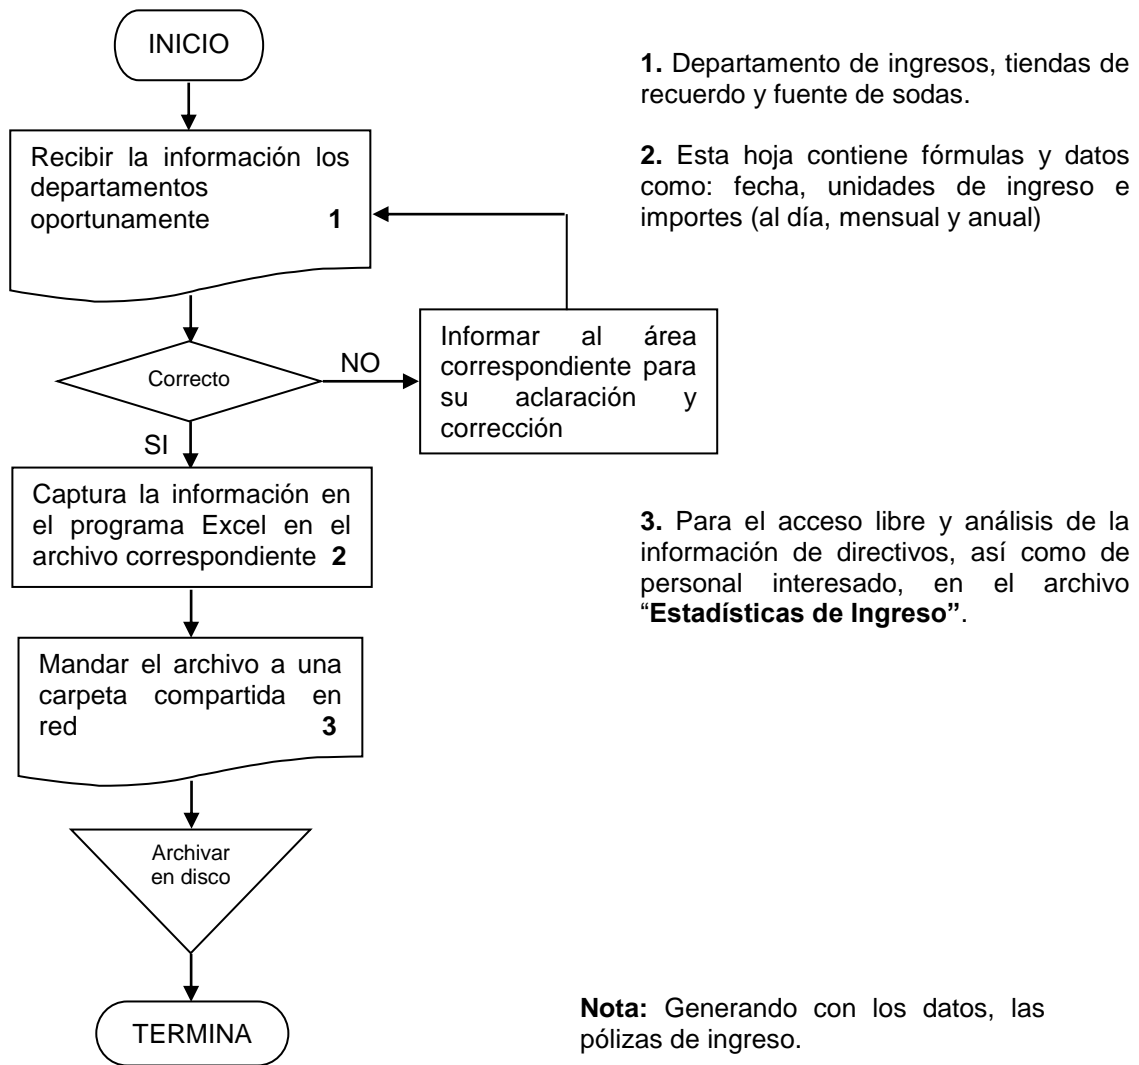 INICIO
Recibir la información los
departamentos
oportunamente 1
Correcto
NO
Informar al área
correspondiente para
su aclaración y
corrección
SI
Captura la información en
el programa Excel en el
archivo correspondiente 2
Mandar el archivo a una
carpeta compartida en
red 3
Archivar
en disco
TERMINA
1. Departamento de ingresos, tiendas de
recuerdo y fuente de sodas.
2. Esta hoja contiene fórmulas y datos
como: fecha, unidades de ingreso e
importes (al día, mensual y anual)
3. Para el acceso libre y análisis de la
información de directivos, así como de
personal interesado, en el archivo
“Estadísticas de Ingreso”.
Nota: Generando con los datos, las
pólizas de ingreso.